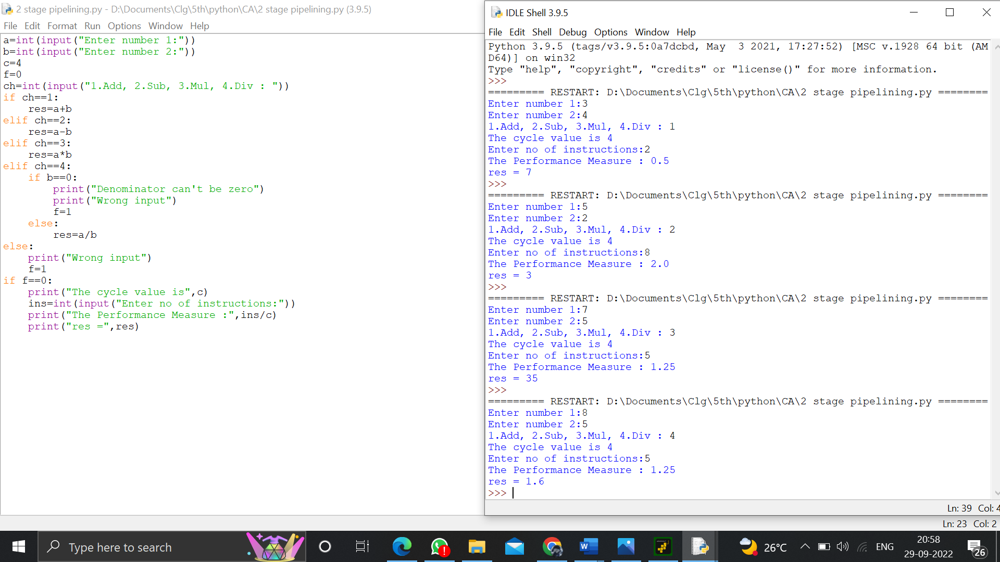 2 stage pipelining.py - D:\Documents\Clg\5th\python\CA\2 stage pipelining.py (3.9.5)
File Edit Format Run Options Window Help
a=int(input("Enter number 1:"))
b=int(input("Enter number 2:"))
c=4
f=0
ch=int(input("1.Add, 2.Sub, 3.Mul, 4.Div : "))
if ch==1:
    res=a+b
elif ch==2:
    res=a-b
elif ch==3:
    res=a*b
elif ch==4:
    if b==0:
        print("Denominator can't be zero")
        print("Wrong input")
        f=1
    else:
        res=a/b
else:
    print("Wrong input")
    f=1
if f==0:
    print("The cycle value is",c)
    ins=int(input("Enter no of instructions:"))
    print("The Performance Measure :",ins/c)
    print("res =",res)
IDLE Shell 3.9.5
File Edit Shell Debug Options Window Help
Python 3.9.5 (tags/v3.9.5:0a7dcbd, May  3 2021, 17:27:52) [MSC v.1928 64 bit (AM
D64)] on win32
Type "help", "copyright", "credits" or "license()" for more information.
>>>
========= RESTART: D:\Documents\Clg\5th\python\CA\2 stage pipelining.py ========
Enter number 1:3
Enter number 2:4
1.Add, 2.Sub, 3.Mul, 4.Div : 1
The cycle value is 4
Enter no of instructions:2
The Performance Measure : 0.5
res = 7
>>>
========= RESTART: D:\Documents\Clg\5th\python\CA\2 stage pipelining.py ========
Enter number 1:5
Enter number 2:2
1.Add, 2.Sub, 3.Mul, 4.Div : 2
The cycle value is 4
Enter no of instructions:8
The Performance Measure : 2.0
res = 3
>>>
========= RESTART: D:\Documents\Clg\5th\python\CA\2 stage pipelining.py ========
Enter number 1:7
Enter number 2:5
1.Add, 2.Sub, 3.Mul, 4.Div : 3
The cycle value is 4
Enter no of instructions:5
The Performance Measure : 1.25
res = 35
>>>
========= RESTART: D:\Documents\Clg\5th\python\CA\2 stage pipelining.py ========
Enter number 1:8
Enter number 2:5
1.Add, 2.Sub, 3.Mul, 4.Div : 4
The cycle value is 4
Enter no of instructions:5
The Performance Measure : 1.25
res = 1.6
>>>
Ln: 39 Col: 4
Ln: 23 Col: 2
Type here to search
W
26°C
ENG
20:58
29-09-2022
26